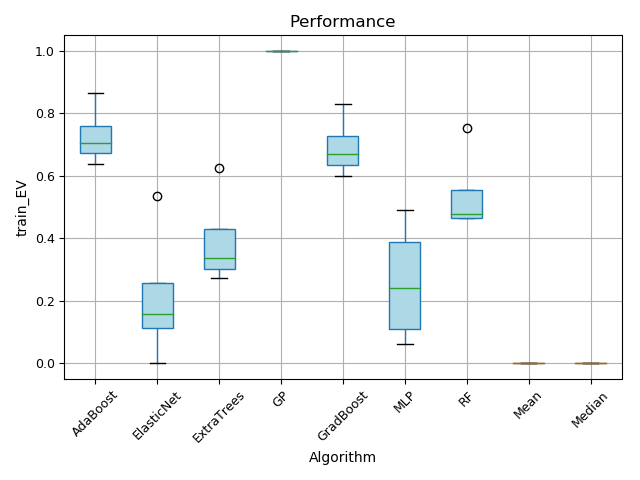 Performance
train_EV
1.0
0.8
0.6
0.4
0.2
0.0
AdaBoost
ElasticNet
ExtraTrees
GP
GradBoost
MLP
RF
Mean
Median
Algorithm